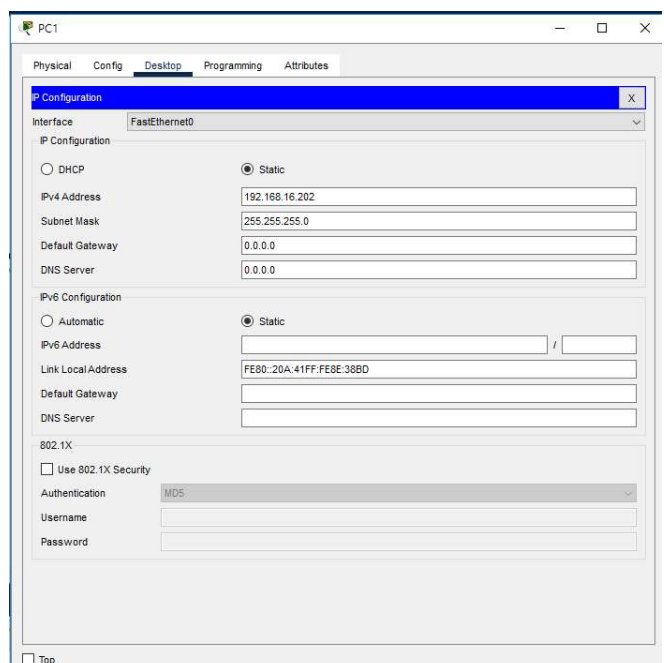 PC1
Physical Config Desktop Programming Attributes
IP Configuration X
Interface FastEthernet0
IP Configuration
DHCP Static
IPv4 Address 192.168.16.202
Subnet Mask 255.255.255.0
Default Gateway 0.0.0.0
DNS Server 0.0.0.0
IPv6 Configuration
Automatic Static
IPv6 Address /
Link Local Address FE80::20A:41FF:FE8E:38BD
Default Gateway
DNS Server
802.1X
Use 802.1X Security
Authentication MD5
Username
Password
Top